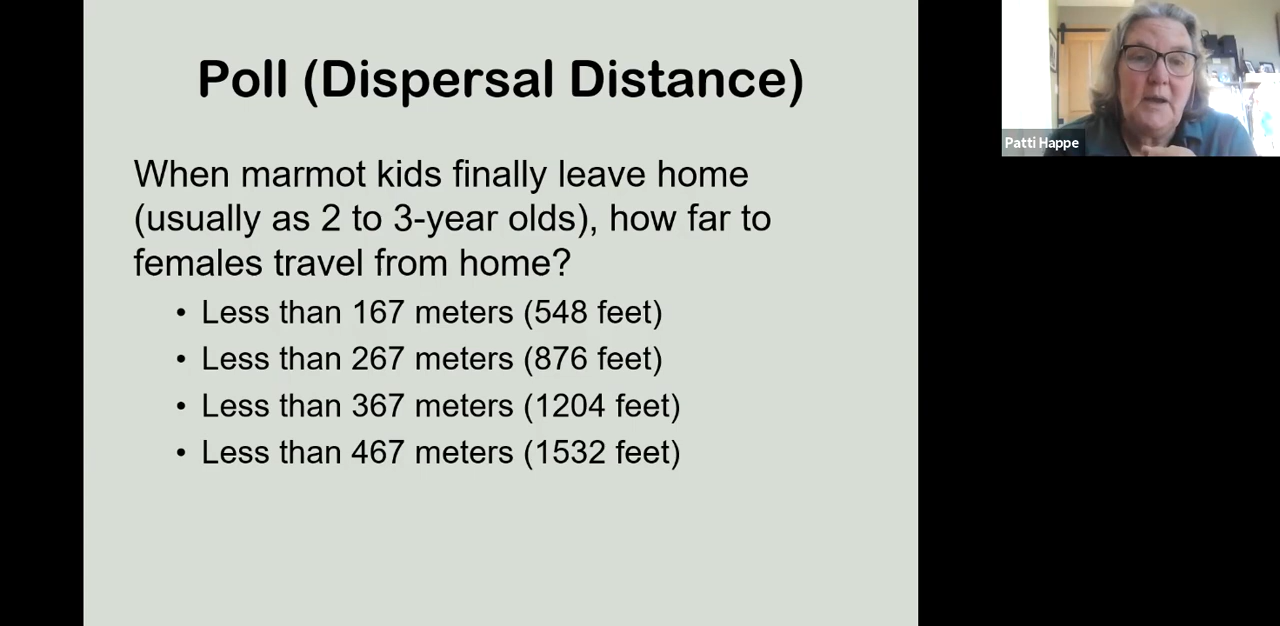 Poll (Dispersal Distance)
When marmot kids finally leave home
(usually as 2 to 3-year olds), how far to
females travel from home?
• Less than 167 meters (548 feet)
• Less than 267 meters (876 feet)
• Less than 367 meters (1204 feet)
• Less than 467 meters (1532 feet)
Patti Happe